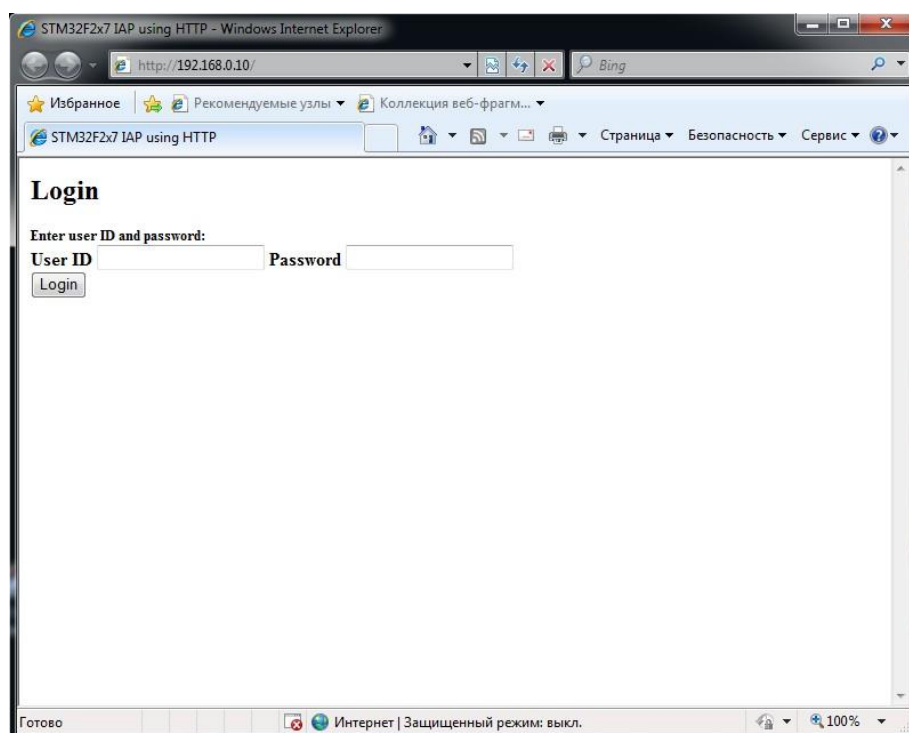 STM32F2x7 IAP using HTTP - Windows Internet Explorer
http://192.168.0.10/ Bing
Избранное Рекомендуемые узлы Коллекция веб-фрагм...
STM32F2x7 IAP using HTTP Страница Безопасность Сервис
Login
Enter user ID and password:
User ID Password
Login
Готово Интернет | Защищенный режим: выкл. 100%